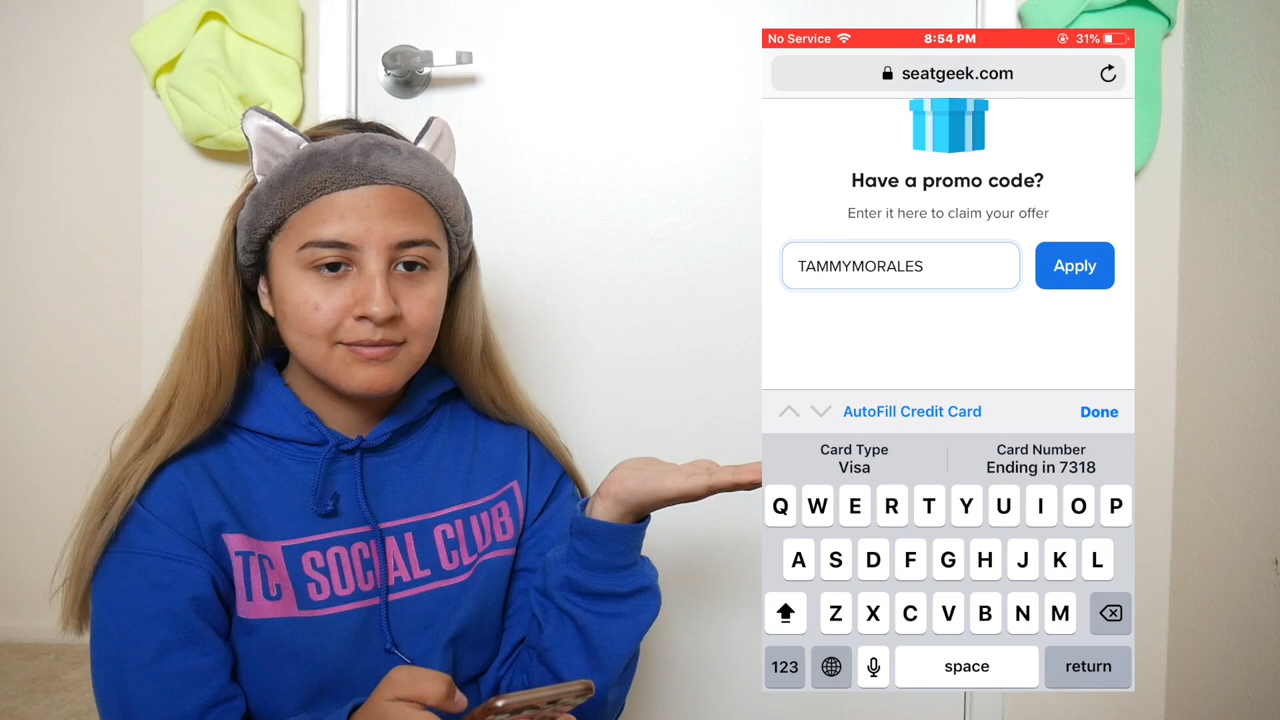 TC SOCIAL CLUB
No Service 8:54 PM 31%
seatgeek.com
Have a promo code?
Enter it here to claim your offer
TAMMYMORALES Apply
AutoFill Credit Card Done
Card Type Card Number
Visa Ending in 7318
Q W E R T Y U I O P
A S D F G H J K L
Z X C V B N M
123 space return